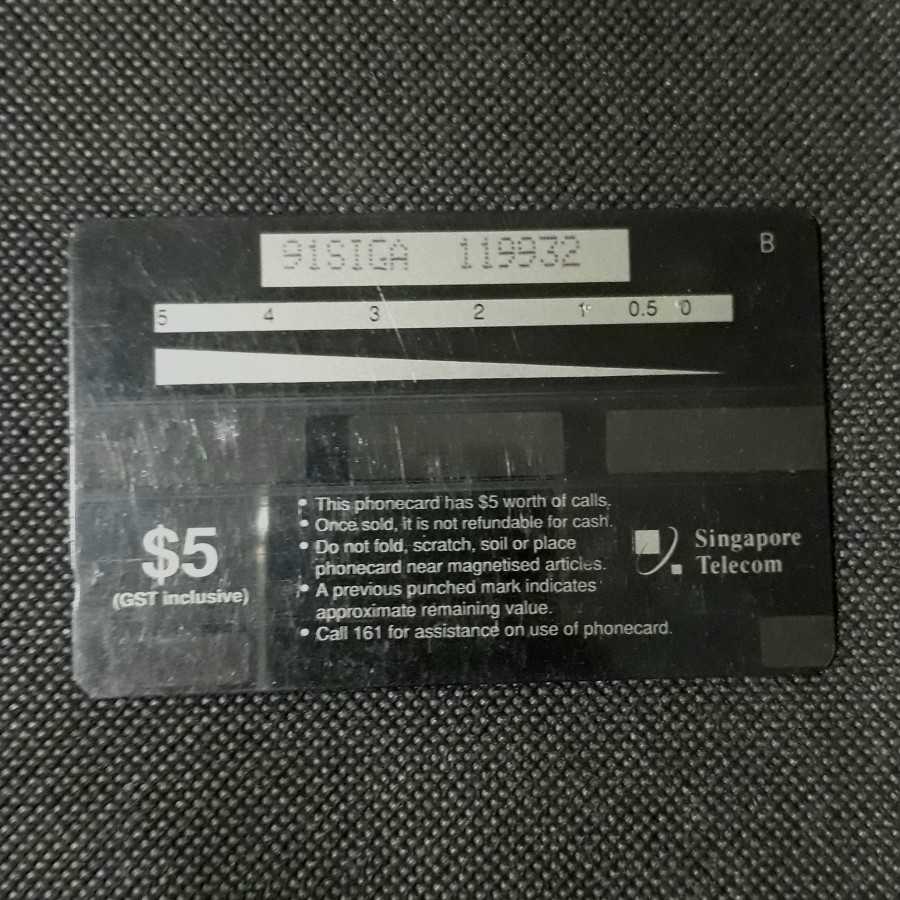 91SIGA 119932
B
5 4 3 2 1 0.5 0
$5
(GST inclusive)
• This phonecard has $5 worth of calls.
• Once sold, it is not refundable for cash.
• Do not fold, scratch, soil or place
phonecard near magnetised articles.
• A previous punched mark indicates
approximate remaining value.
• Call 161 for assistance on use of phonecard.
Singapore
Telecom